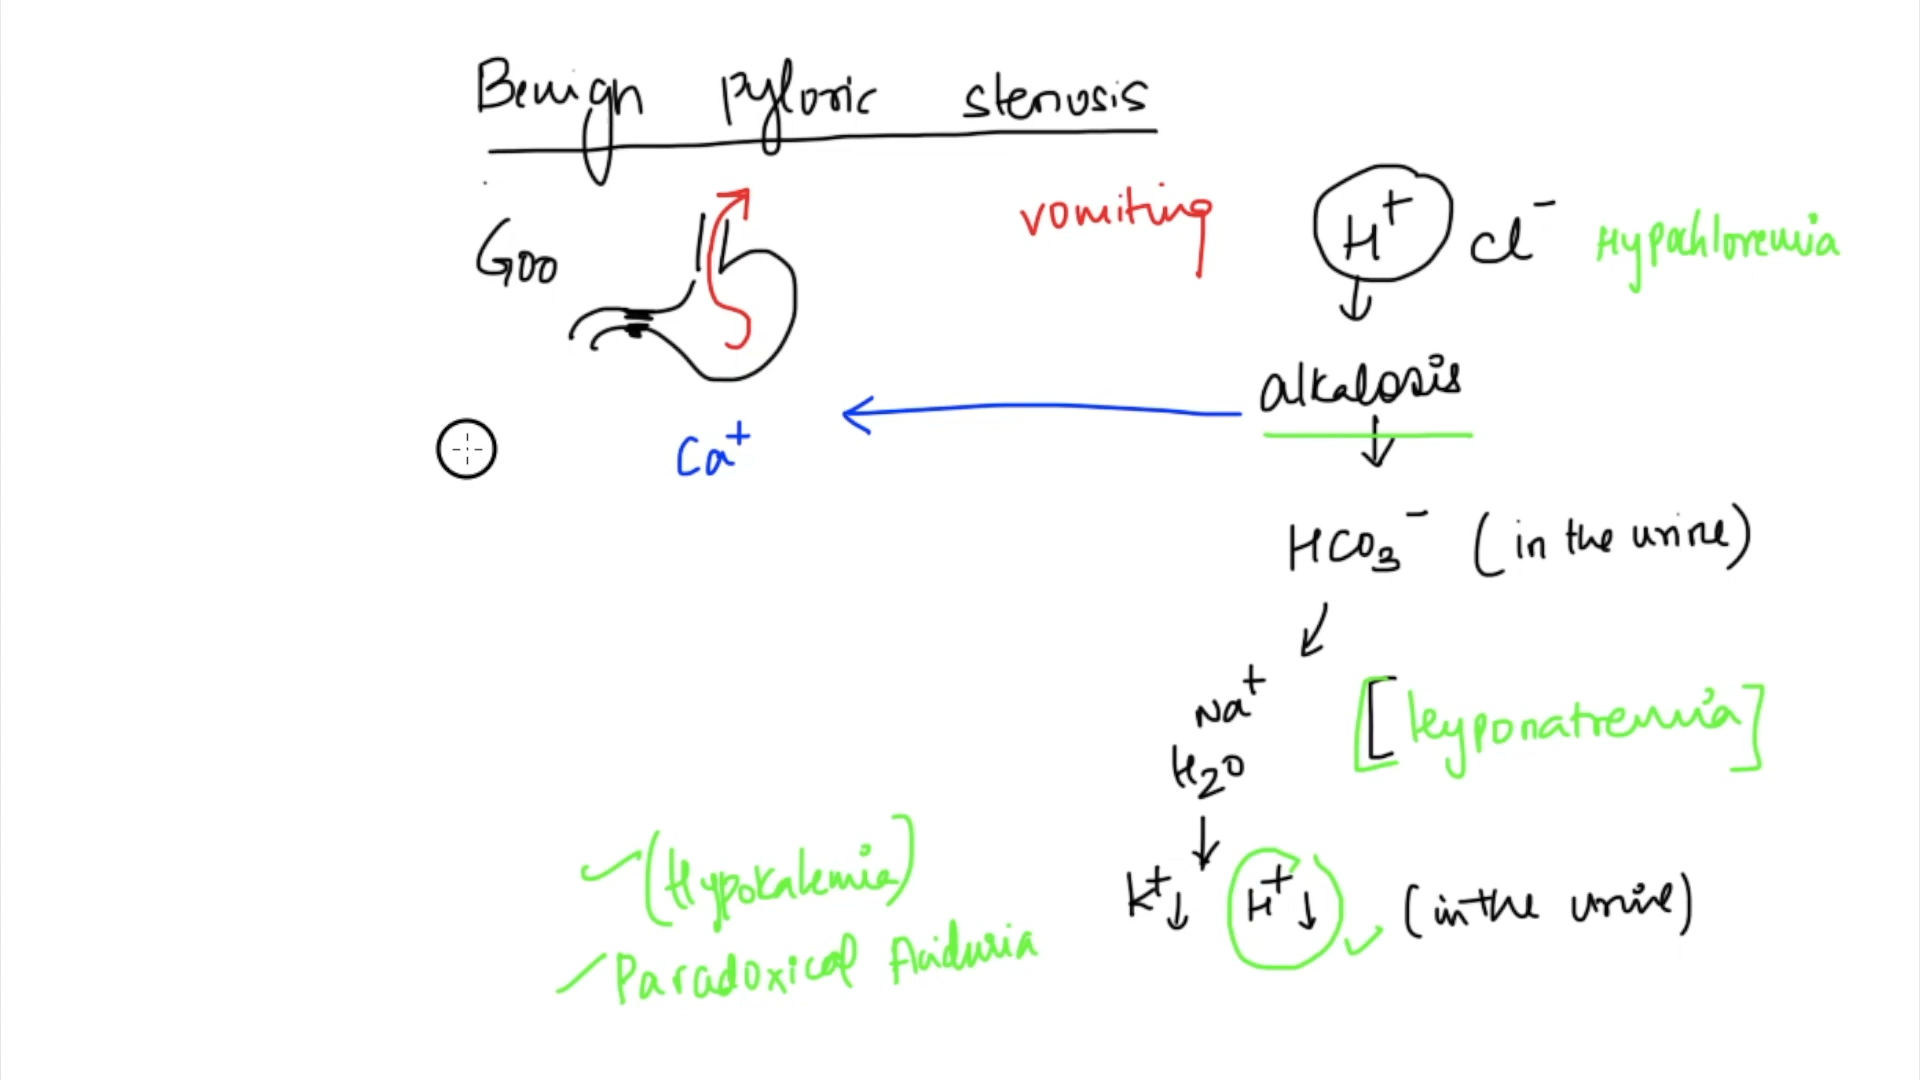 Benign pyloric stenosis
Goo
vomiting
H+ Cl- Hypochloremia
alkalosis
Ca+
HCO3- (in the urine)
Na+ [Hyponatremia]
H2O
(Hypokalemia)
K+↓ H+↓ (in the urine)
Paradoxical Aciduria